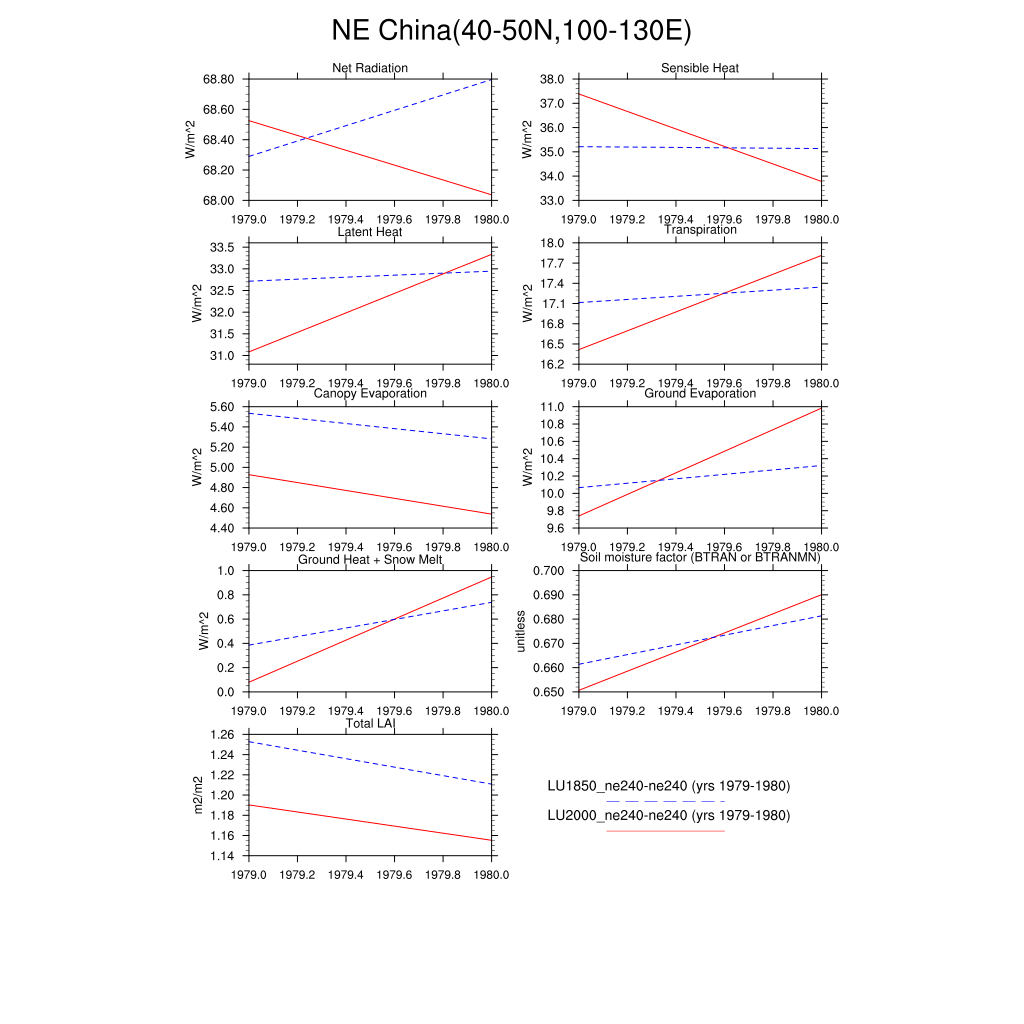 NE China(40-50N,100-130E)
Net Radiation
W/m^2
68.80
68.60
68.40
68.20
68.00
1979.0 1979.2 1979.4 1979.6 1979.8 1980.0
Sensible Heat
W/m^2
38.0
37.0
36.0
35.0
34.0
33.0
1979.0 1979.2 1979.4 1979.6 1979.8 1980.0
Latent Heat
W/m^2
33.5
33.0
32.5
32.0
31.5
31.0
1979.0 1979.2 1979.4 1979.6 1979.8 1980.0
Transpiration
W/m^2
18.0
17.7
17.4
17.1
16.8
16.5
16.2
1979.0 1979.2 1979.4 1979.6 1979.8 1980.0
Canopy Evaporation
W/m^2
5.60
5.40
5.20
5.00
4.80
4.60
4.40
1979.0 1979.2 1979.4 1979.6 1979.8 1980.0
Ground Evaporation
W/m^2
11.0
10.8
10.6
10.4
10.2
10.0
9.8
9.6
1979.0 1979.2 1979.4 1979.6 1979.8 1980.0
Ground Heat + Snow Melt
W/m^2
1.0
0.8
0.6
0.4
0.2
0.0
1979.0 1979.2 1979.4 1979.6 1979.8 1980.0
Soil moisture factor (BTRAN or BTRANMN)
unitless
0.700
0.690
0.680
0.670
0.660
0.650
1979.0 1979.2 1979.4 1979.6 1979.8 1980.0
Total LAI
m2/m2
1.26
1.24
1.22
1.20
1.18
1.16
1.14
1979.0 1979.2 1979.4 1979.6 1979.8 1980.0
LU1850_ne240-ne240 (yrs 1979-1980)
LU2000_ne240-ne240 (yrs 1979-1980)